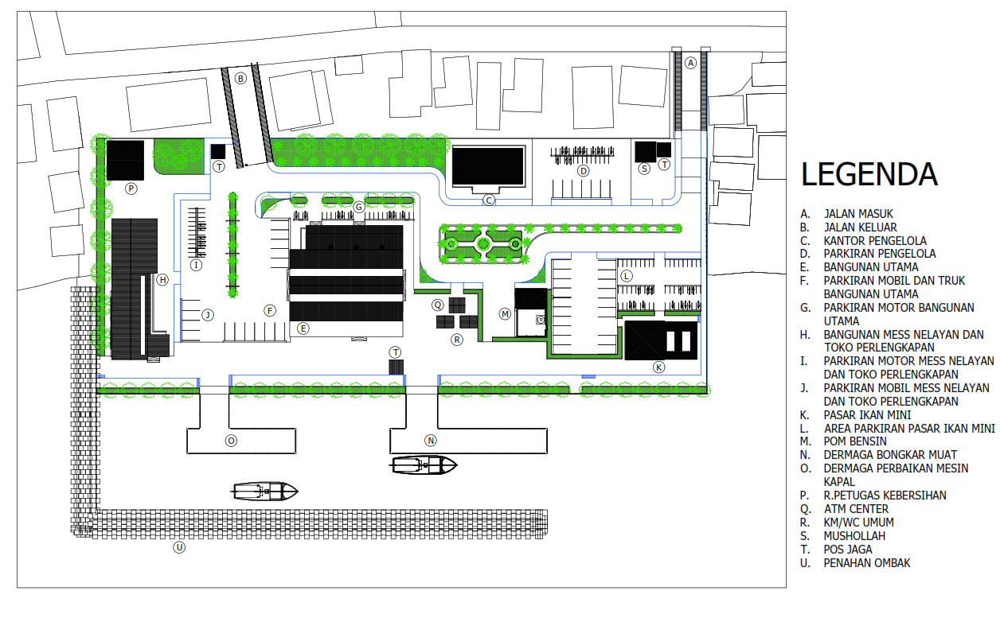 A
B
T
P
S
T
D
C
G
I
H
L
J
F
Q
M
E
R
T
K
O
N
U
LEGENDA
A. JALAN MASUK
B. JALAN KELUAR
C. KANTOR PENGELOLA
D. PARKIRAN PENGELOLA
E. BANGUNAN UTAMA
F. PARKIRAN MOBIL DAN TRUK
BANGUNAN UTAMA
G. PARKIRAN MOTOR BANGUNAN
UTAMA
H. BANGUNAN MESS NELAYAN DAN
TOKO PERLENGKAPAN
I. PARKIRAN MOTOR MESS NELAYAN
DAN TOKO PERLENGKAPAN
J. PARKIRAN MOBIL MESS NELAYAN
DAN TOKO PERLENGKAPAN
K. PASAR IKAN MINI
L. AREA PARKIRAN PASAR IKAN MINI
M. POM BENSIN
N. DERMAGA BONGKAR MUAT
O. DERMAGA PERBAIKAN MESIN
KAPAL
P. R.PETUGAS KEBERSIHAN
Q. ATM CENTER
R. KM/WC UMUM
S. MUSHOLLAH
T. POS JAGA
U. PENAHAN OMBAK